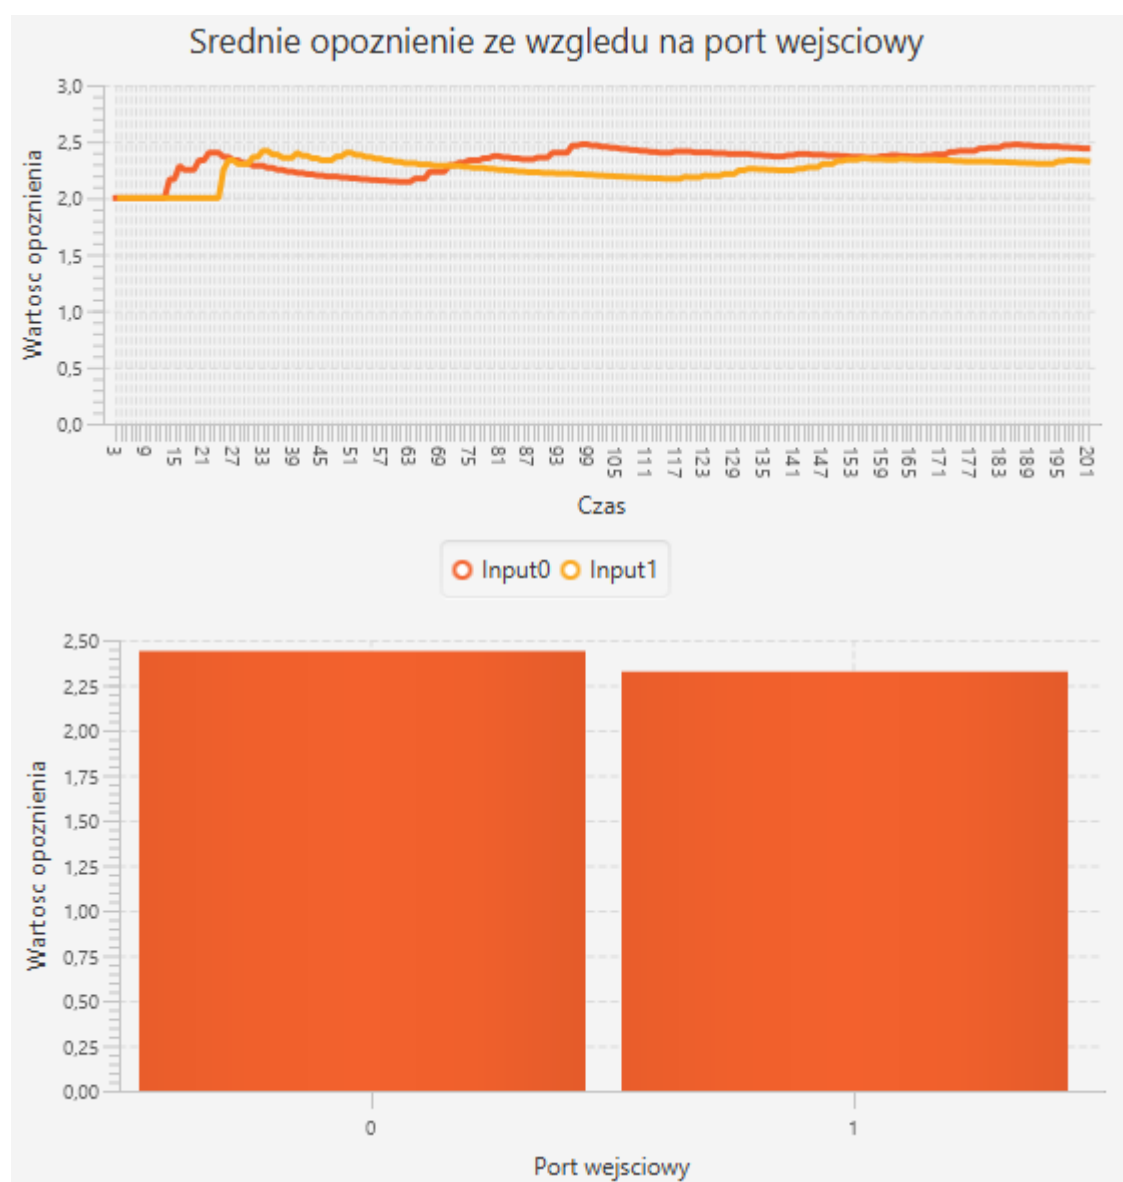 Srednie opoznienie ze wzgledu na port wejsciowy
Wartosc opoznienia
3,0
2,5
2,0
1,5
1,0
0,5
0,0
3 9 15 21 27 33 39 45 51 57 63 69 75 81 87 93 99 105 111 117 123 129 135 141 147 153 159 165 171 177 183 189 195 201
Czas
Input0 Input1
Wartosc opoznienia
2,50
2,25
2,00
1,75
1,50
1,25
1,00
0,75
0,50
0,25
0,00
0 1
Port wejsciowy